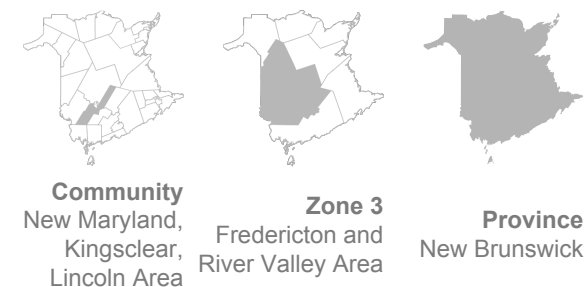 Community
New Maryland,
Kingsclear,
Lincoln Area
Zone 3
Fredericton and
River Valley Area
Province
New Brunswick